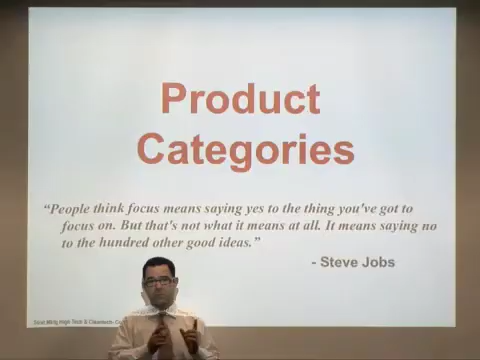 Product
Categories
“People think focus means saying yes to the thing you've got to
focus on. But that's not what it means at all. It means saying no
to the hundred other good ideas.”
- Steve Jobs